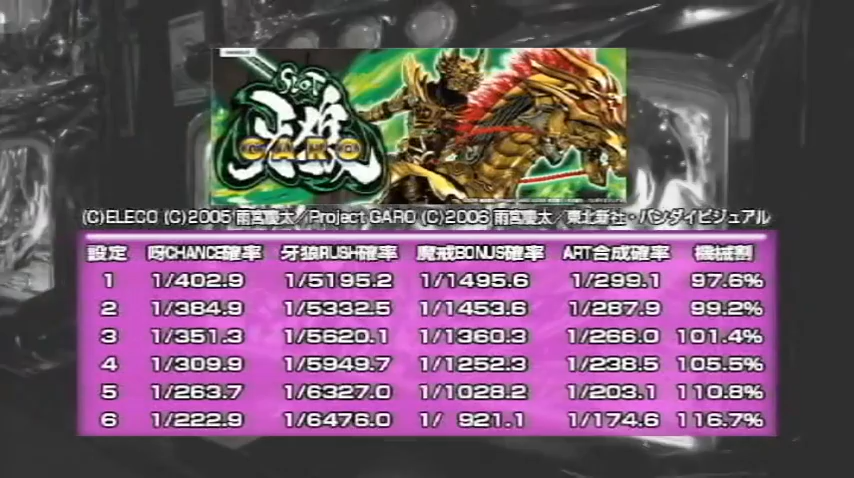 SLOT
牙狼
GARO
(C)ELECO (C)2005 雨宮慶太／Project GARO (C)2006 雨宮慶太／東北新社・バンダイビジュアル
設定 呀CHANCE確率 牙狼RUSH確率 魔戒BONUS確率 ART合成確率 機械割
1 1/402.9 1/5195.2 1/1495.6 1/299.1 97.6%
2 1/384.9 1/5332.5 1/1453.6 1/287.9 99.2%
3 1/351.3 1/5620.1 1/1360.3 1/266.0 101.4%
4 1/309.9 1/5949.7 1/1252.3 1/238.5 105.5%
5 1/263.7 1/6327.0 1/1028.2 1/203.1 110.8%
6 1/222.9 1/6476.0 1/ 921.1 1/174.6 116.7%